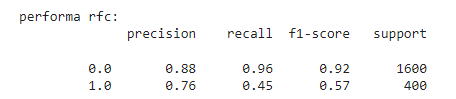 performa rfc:
precision recall f1-score support
0.0 0.88 0.96 0.92 1600
1.0 0.76 0.45 0.57 400